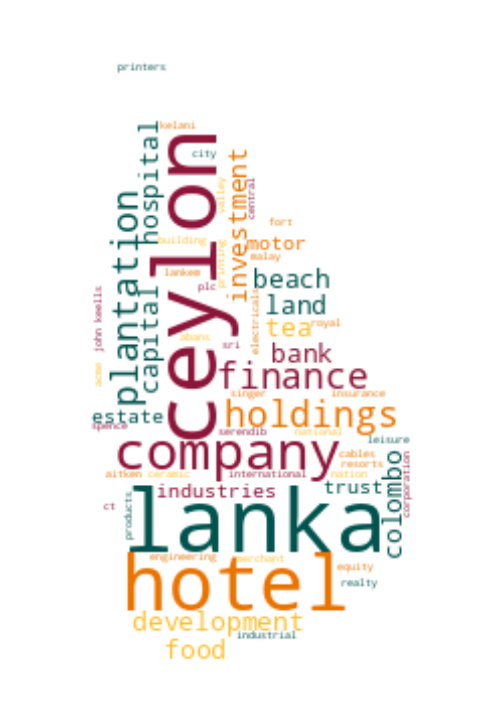 printers
kelani
city
hospital
ceylon
investment
valley
central
plantation
fort
building
motor
printing
malay
lankem
beach
plc
capital
john keells
land
electricals
tea
royal
abans
sri
bank
acme
finance
singer
insurance
holdings
estate
spence
serendib
national
leisure
company
cables
resorts
colombo
corporation
aitken
ceramic
international
nation
trust
industries
lanka
products
ct
engineering
merchant
hotel
equity
realty
development
industrial
food